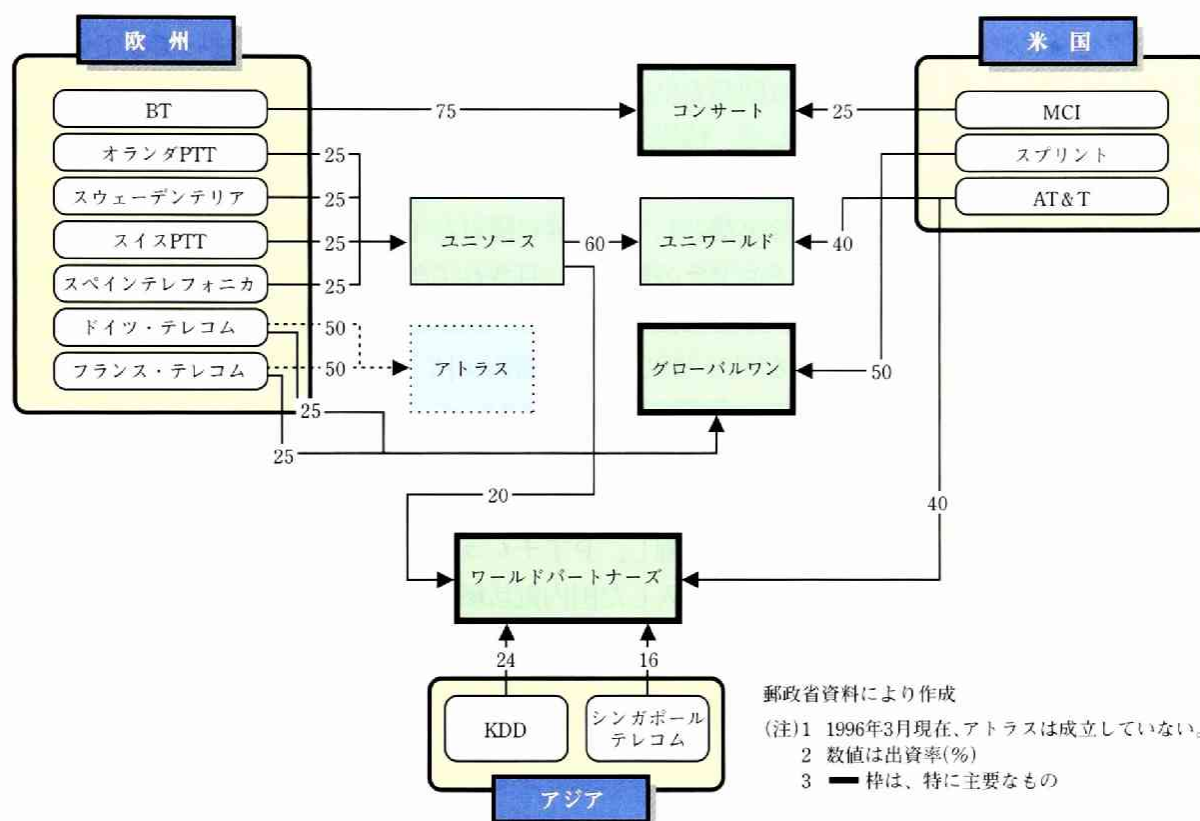 欧州
米国
BT
75
コンサート
25
MCI
オランダPTT
25
スプリント
スウェーデンテリア
25
AT&T
スイスPTT
25
ユニソース
60
ユニワールド
40
スペインテレフォニカ
25
ドイツ・テレコム
50
フランス・テレコム
50
アトラス
グローバルワン
50
25
25
20
40
ワールドパートナーズ
24
16
KDD
シンガポール
テレコム
アジア
郵政省資料により作成
(注)1 1996年3月現在、アトラスは成立していない。
2 数値は出資率(%)
3 枠は、特に主要なもの